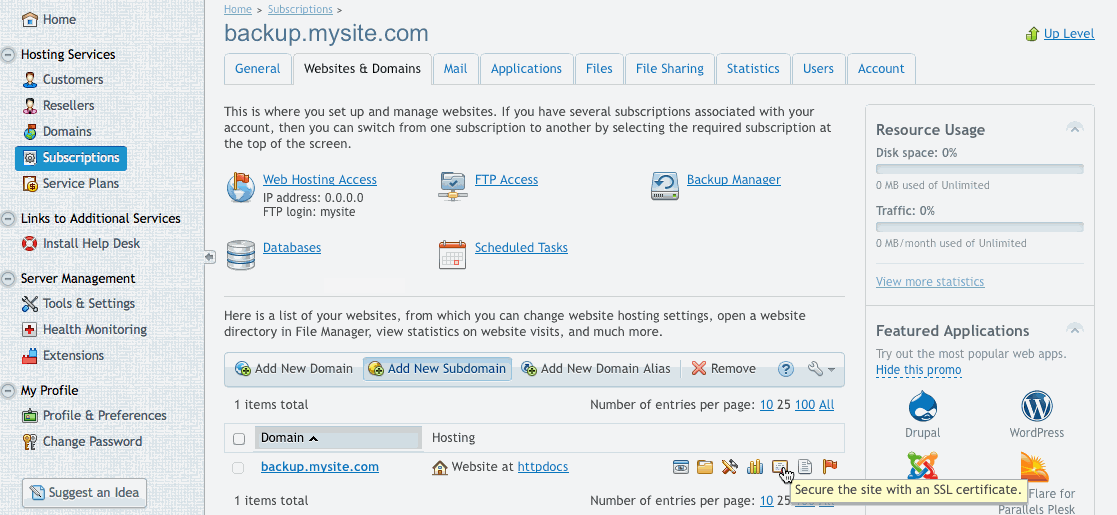 Home
Hosting Services
Customers
Resellers
Domains
Subscriptions
Service Plans
Links to Additional Services
Install Help Desk
Server Management
Tools & Settings
Health Monitoring
Extensions
My Profile
Profile & Preferences
Change Password
Suggest an Idea
Home > Subscriptions >
backup.mysite.com
Up Level
General Websites & Domains Mail Applications Files File Sharing Statistics Users Account
This is where you set up and manage websites. If you have several subscriptions associated with your
account, then you can switch from one subscription to another by selecting the required subscription at
the top of the screen.
Web Hosting Access
IP address: 0.0.0.0
FTP login: mysite
FTP Access
Backup Manager
Databases
Scheduled Tasks
Here is a list of your websites, from which you can change website hosting settings, open a website
directory in File Manager, view statistics on website visits, and much more.
Add New Domain Add New Subdomain Add New Domain Alias Remove
1 items total Number of entries per page: 10 25 100 All
Domain Hosting
backup.mysite.com Website at httpdocs
Secure the site with an SSL certificate.
1 items total Number of entries per page: 10 25
Resource Usage
Disk space: 0%
0 MB used of Unlimited
Traffic: 0%
0 MB/month used of Unlimited
View more statistics
Featured Applications
Try out the most popular web apps.
Hide this promo
Drupal WordPress
Flare for
Parallels Plesk